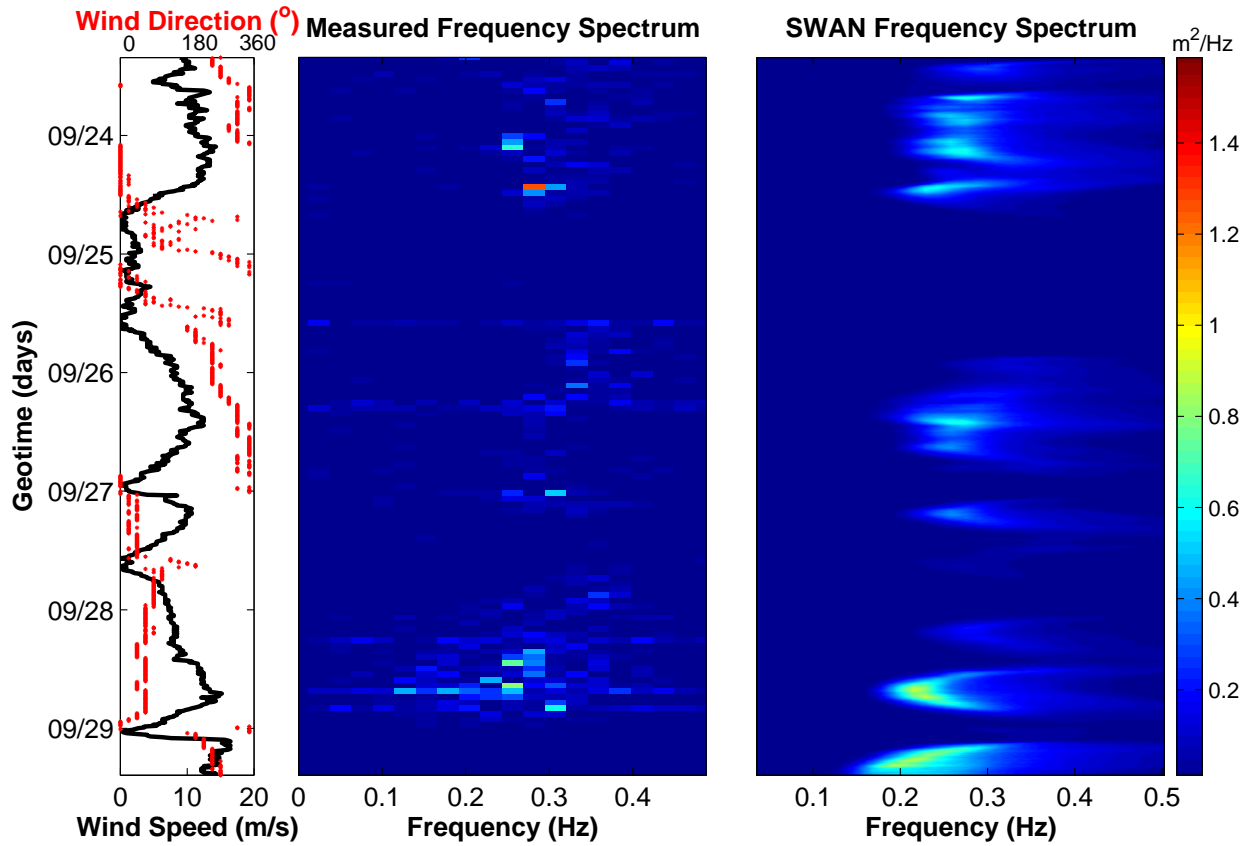 Wind Direction (o) Measured Frequency Spectrum SWAN Frequency Spectrum
0 180 360 m2/Hz
09/24
09/25
09/26
09/27
09/28
09/29
Geotime (days)
1.4
1.2
1
0.8
0.6
0.4
0.2
0 10 20 0 0.1 0.2 0.3 0.4 0.1 0.2 0.3 0.4 0.5
Wind Speed (m/s) Frequency (Hz) Frequency (Hz)